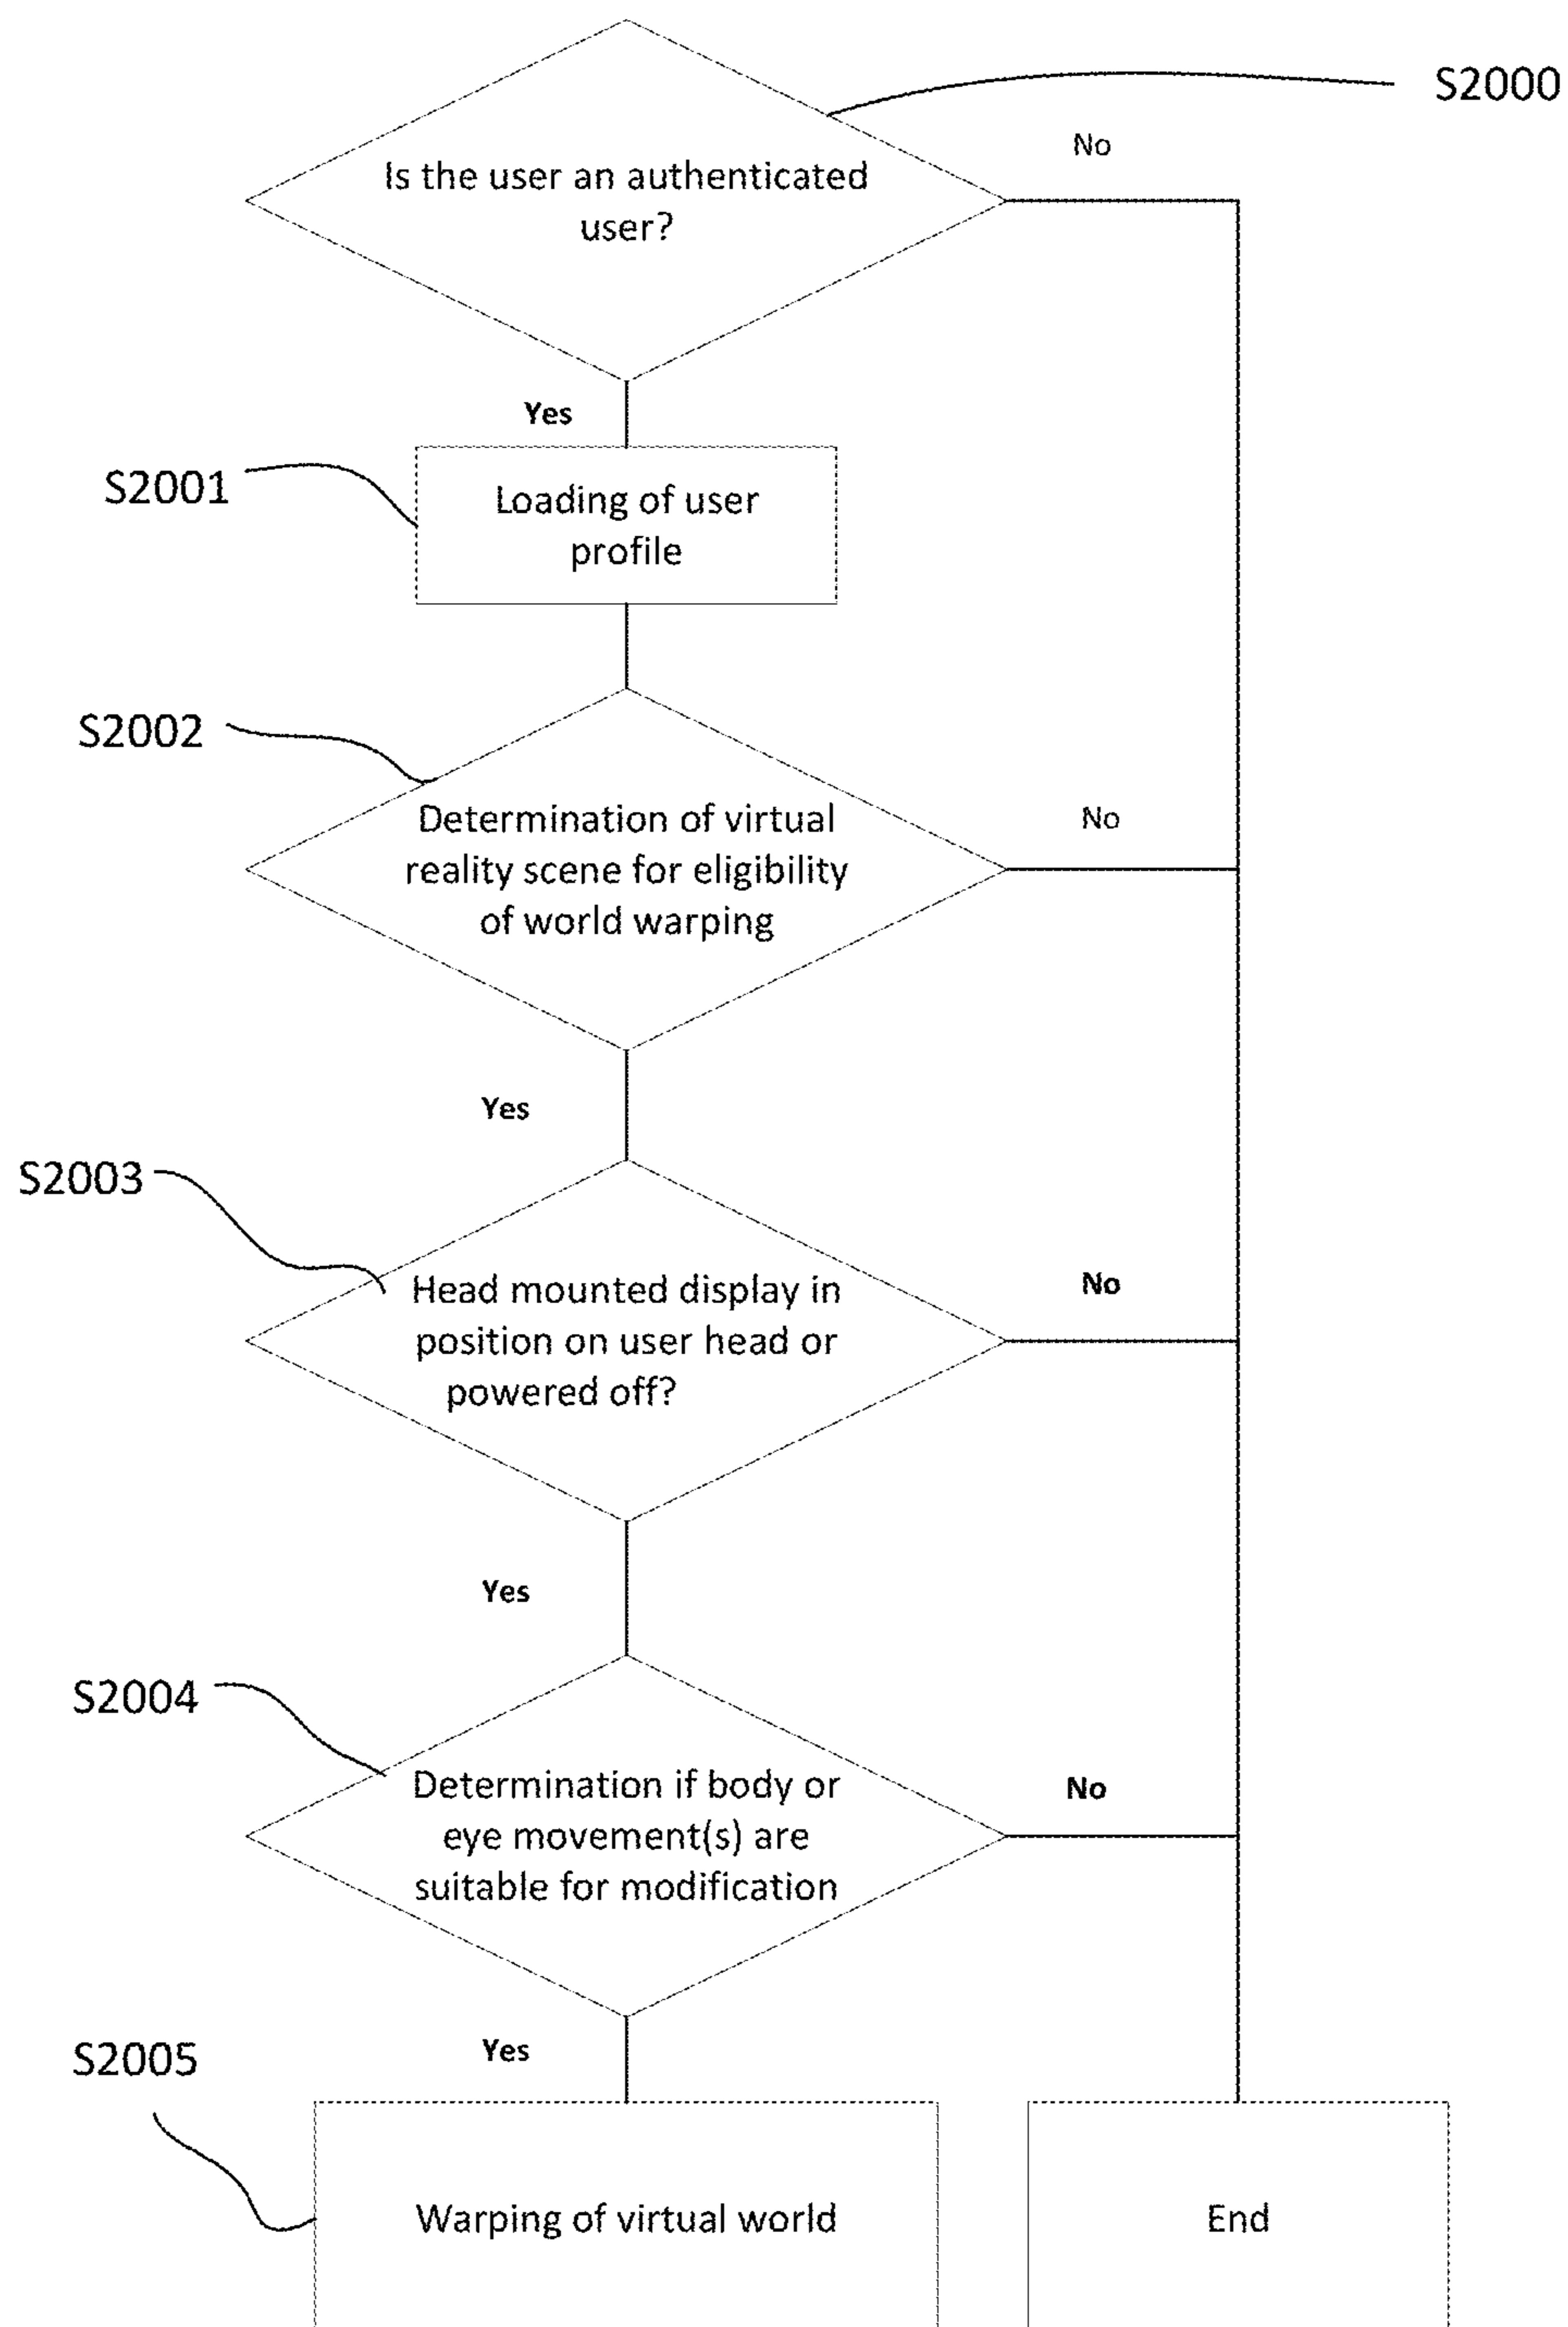 S2000
No
Is the user an authenticated
user?
Yes
S2001
Loading of user
profile
S2002
Determination of virtual
reality scene for eligibility
of world warping
No
Yes
S2003
Head mounted display in
position on user head or
powered off?
No
Yes
S2004
Determination if body or
eye movement(s) are
suitable for modification
No
Yes
S2005
Warping of virtual world
End